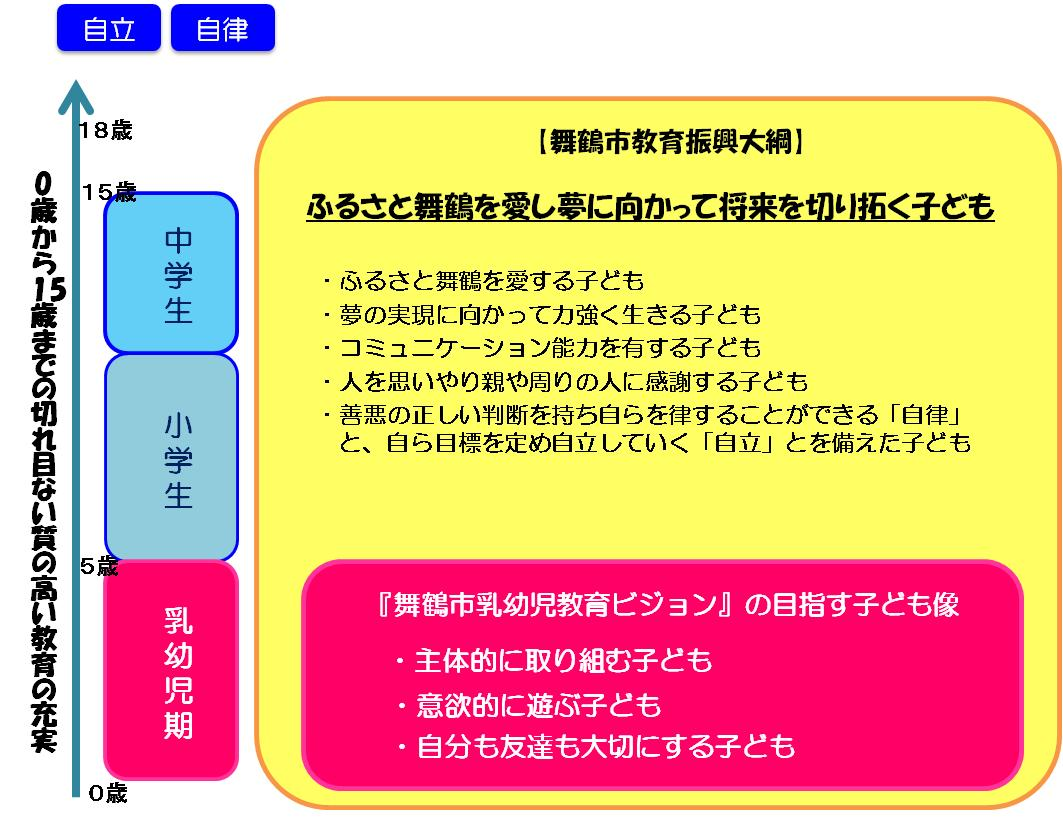 自立
自律
18歳
15歳
5歳
0歳
0歳から15歳までの切れ目ない質の高い教育の充実
中学生
小学生
乳幼児期
【舞鶴市教育振興大綱】
ふるさと舞鶴を愛し夢に向かって将来を切り拓く子ども
・ふるさと舞鶴を愛する子ども
・夢の実現に向かって力強く生きる子ども
・コミュニケーション能力を有する子ども
・人を思いやり親や周りの人に感謝する子ども
・善悪の正しい判断を持ち自らを律することができる「自律」
と、自ら目標を定め自立していく「自立」とを備えた子ども
『舞鶴市乳幼児教育ビジョン』の目指す子ども像
・主体的に取り組む子ども
・意欲的に遊ぶ子ども
・自分も友達も大切にする子ども